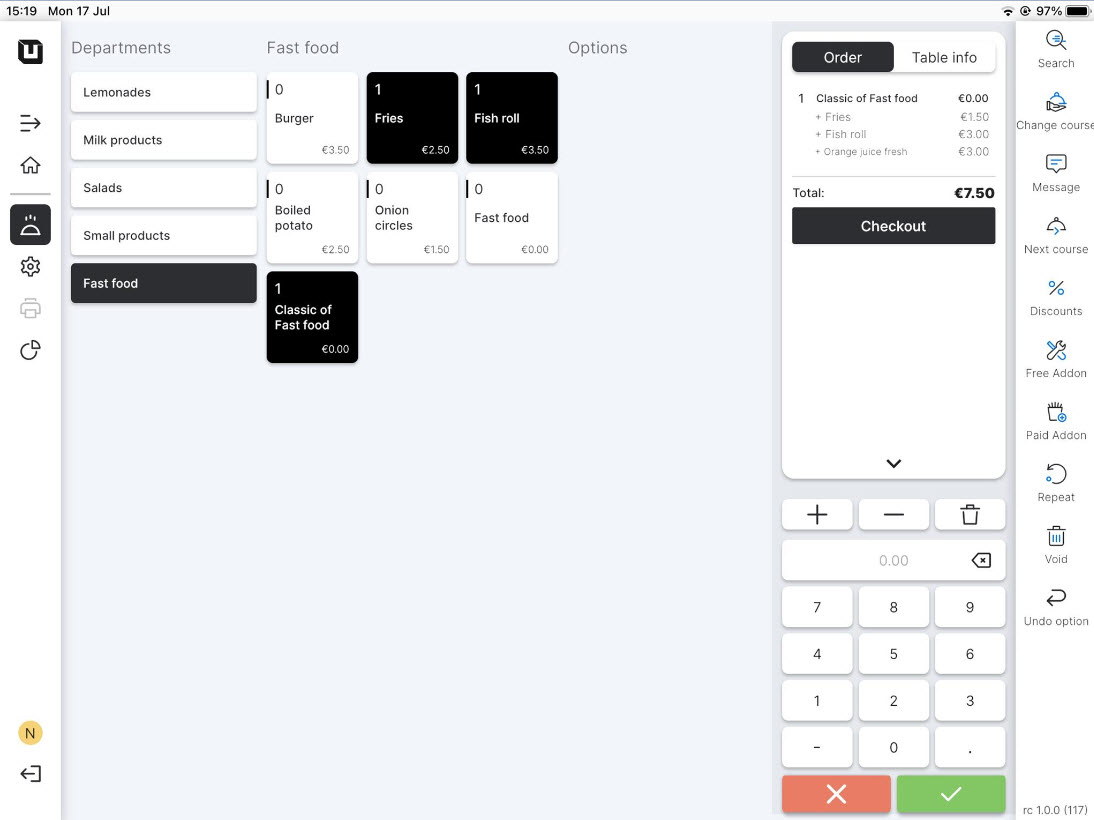 15:19 Mon 17 Jul
97%
Departments
Lemonades
Milk products
Salads
Small products
Fast food
Fast food
0
Burger
€3.50
1
Fries
€2.50
1
Fish roll
€3.50
0
Boiled
potato
€2.50
0
Onion
circles
€1.50
0
Fast food
€0.00
1
Classic of
Fast food
€0.00
Options
Order Table info
1 Classic of Fast food €0.00
+ Fries €1.50
+ Fish roll €3.00
+ Orange juice fresh €3.00
Total: €7.50
Checkout
0.00
7 8 9
4 5 6
1 2 3
- 0 .
Search
Change course
Message
Next course
Discounts
Free Addon
Paid Addon
Repeat
Void
Undo option
rc 1.0.0 (117)
N